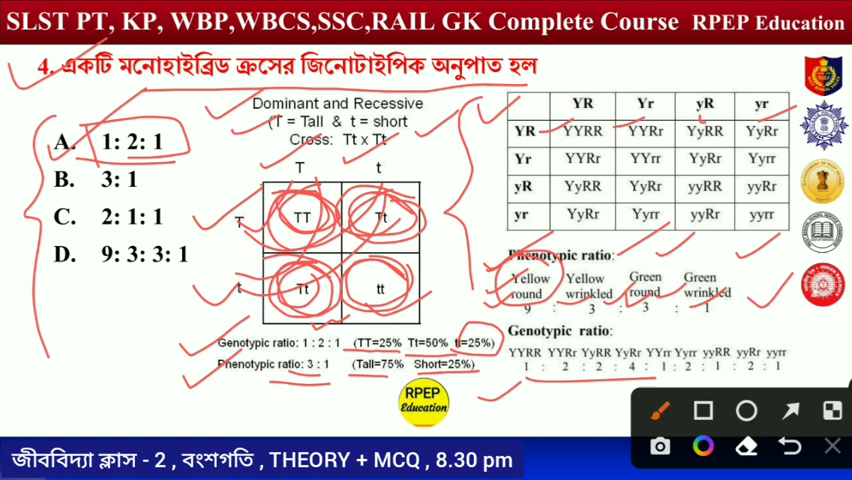 SLST PT, KP, WBP,WBCS,SSC,RAIL GK Complete Course RPEP Education
4. একটি মনোহাইব্রিড ক্রসের জিনোটাইপিক অনুপাত হল
A. 1: 2: 1
B. 3: 1
C. 2: 1: 1
D. 9: 3: 3: 1
Dominant and Recessive
(T = Tall & t = short
Cross: Tt x Tt
T t
T TT Tt
t Tt tt
Genotypic ratio: 1 : 2 : 1 (TT=25% Tt=50% t=25%)
Phenotypic ratio: 3 : 1 (Tall=75% Short=25%)
YR Yr yR yr
YR YYRR YYRr YyRR YyRr
Yr YYRr YYrr YyRr Yyrr
yR YyRR YyRr yyRR yyRr
yr YyRr Yyrr yyRr yyrr
Phenotypic ratio:
Yellow Yellow Green Green
round wrinkled round wrinkled
9 : 3 : 3 : 1
Genotypic ratio:
YYRR YYRr YyRR YyRr YYrr Yyrr yyRR yyRr yyrr
1 : 2 : 2 : 4 : 1 : 2 : 1 : 2 : 1
RPEP
Education
জীববিদ্যা ক্লাস - 2 , বংশগতি , THEORY + MCQ , 8.30 pm